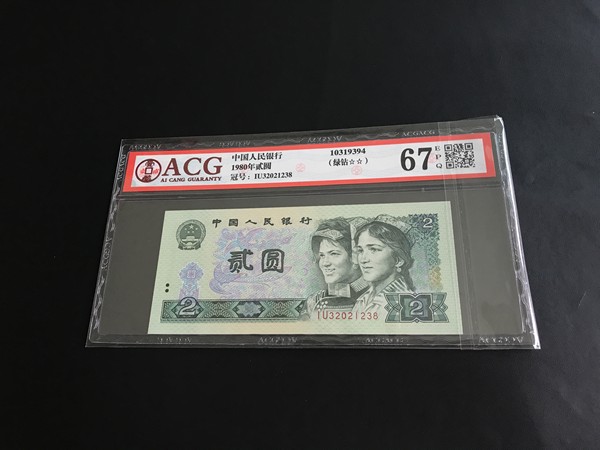 ACGACG
ACG
AI CANG GUARANTY
中国人民银行
1980年贰圆
冠号：IU32021238
10319394
（绿钻☆☆）
67
E
P
Q
中国人民银行
贰圆
2
2
IU32021238
2